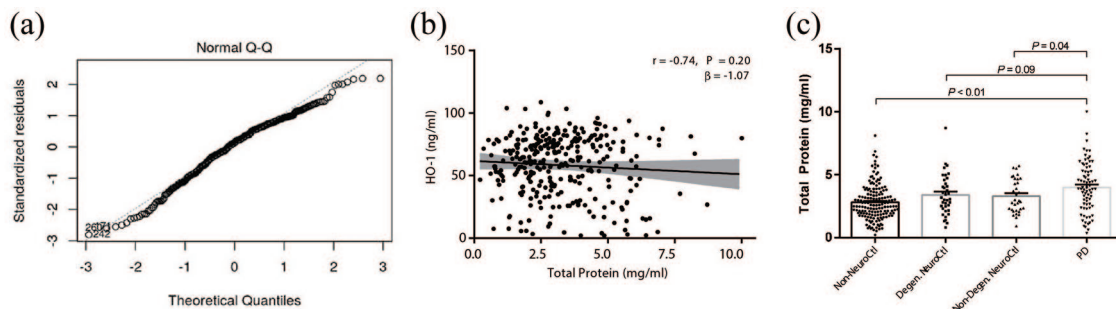 (a)
Normal Q-Q
Standardized residuals
2
1
0
-1
-2
-3
242
-3 -2 -1 0 1 2 3
Theoretical Quantiles
(b)
r = -0.74, P = 0.20
β = -1.07
HO-1 (ng/ml)
150
100
50
0
0 2.5 5.0 7.5 10.0
Total Protein (mg/ml)
(c)
P = 0.04
P = 0.09
P < 0.01
Total Protein (mg/ml)
15
10
5
0
Non-NeuroCtl
Degen. NeuroCtl
Non-Degen. NeuroCtl
PD